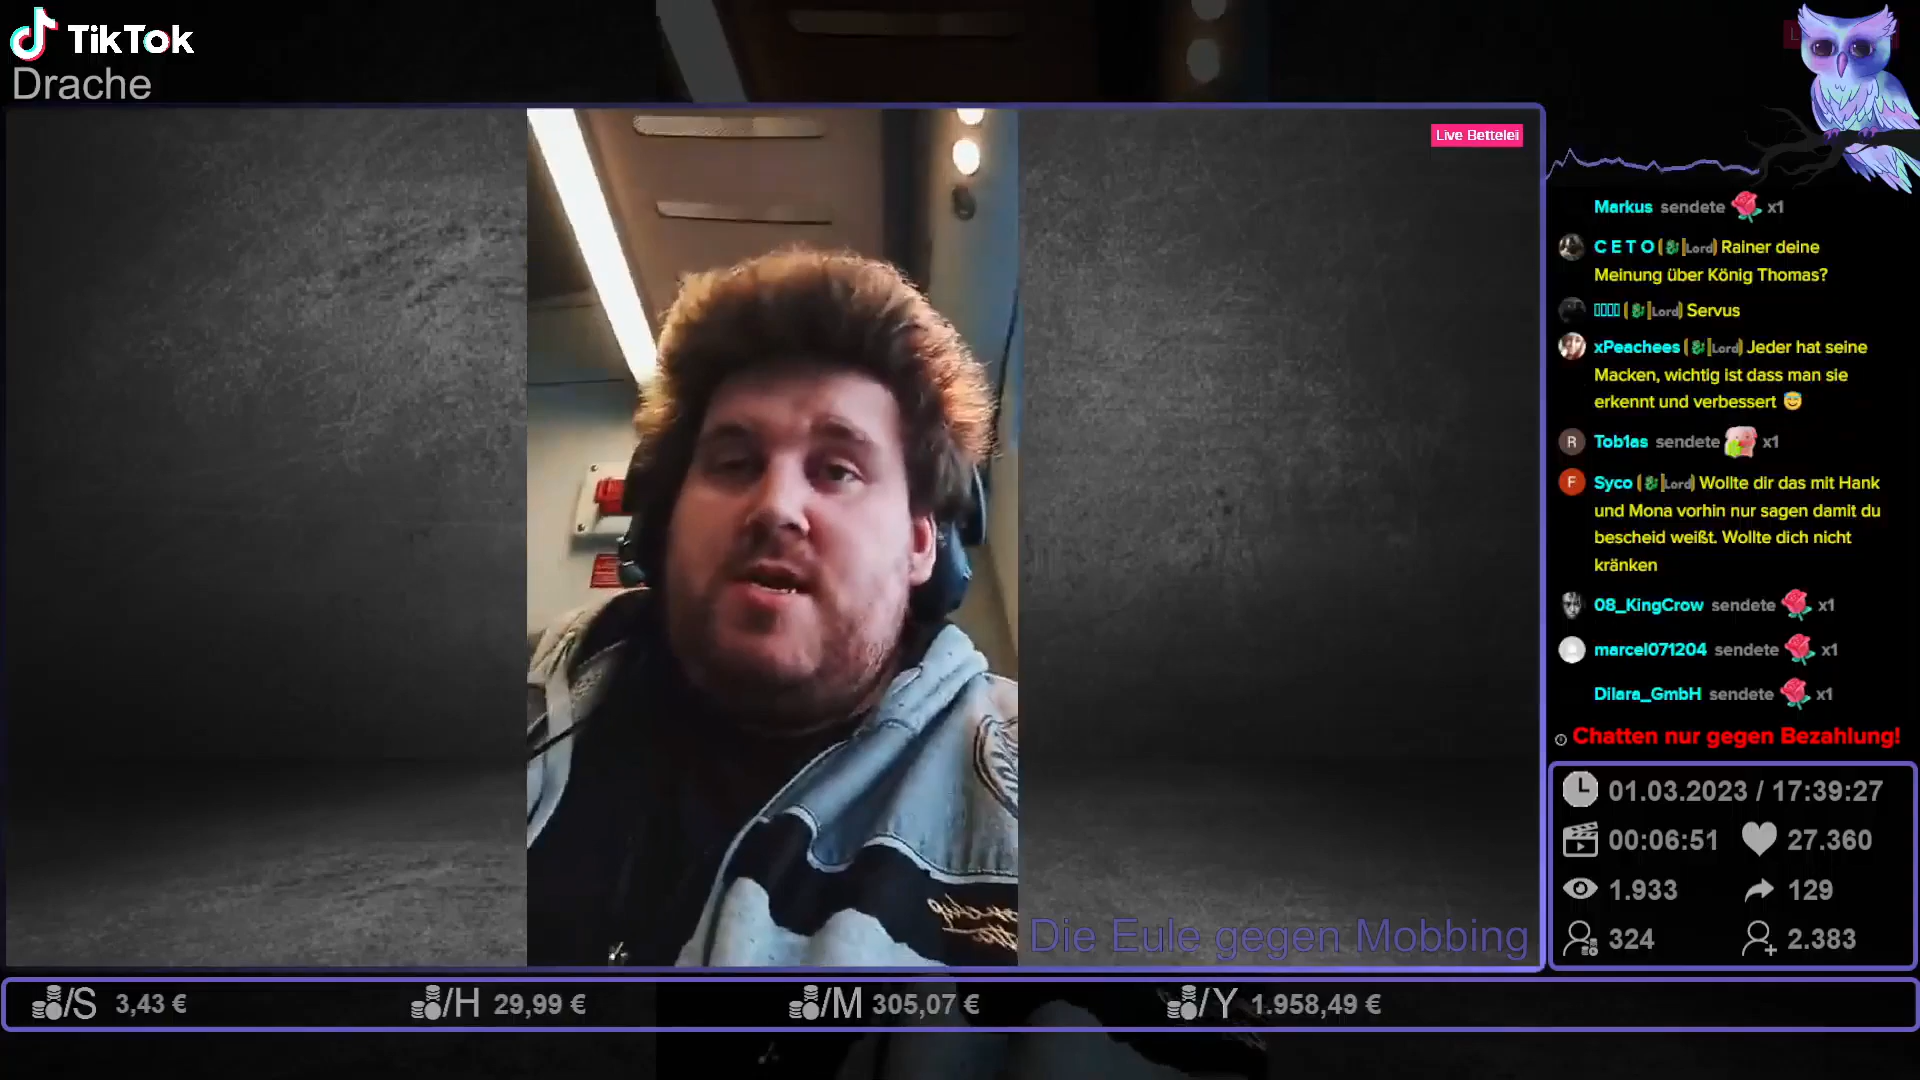 TikTok
Drache
Live Bettelei
Markus sendete x1
C E T O Lord Rainer deine
Meinung über König Thomas?
Lord Servus
xPeachees Lord Jeder hat seine
Macken, wichtig ist dass man sie
erkennt und verbessert
R Tob1as sendete x1
F Syco Lord Wollte dir das mit Hank
und Mona vorhin nur sagen damit du
bescheid weißt. Wollte dich nicht
kränken
08_KingCrow sendete x1
marcel071204 sendete x1
Dilara_GmbH sendete x1
Chatten nur gegen Bezahlung!
01.03.2023 / 17:39:27
00:06:51 27.360
1.933 129
324 2.383
Die Eule gegen Mobbing
/S 3,43 € /H 29,99 € /M 305,07 € /Y 1.958,49 €